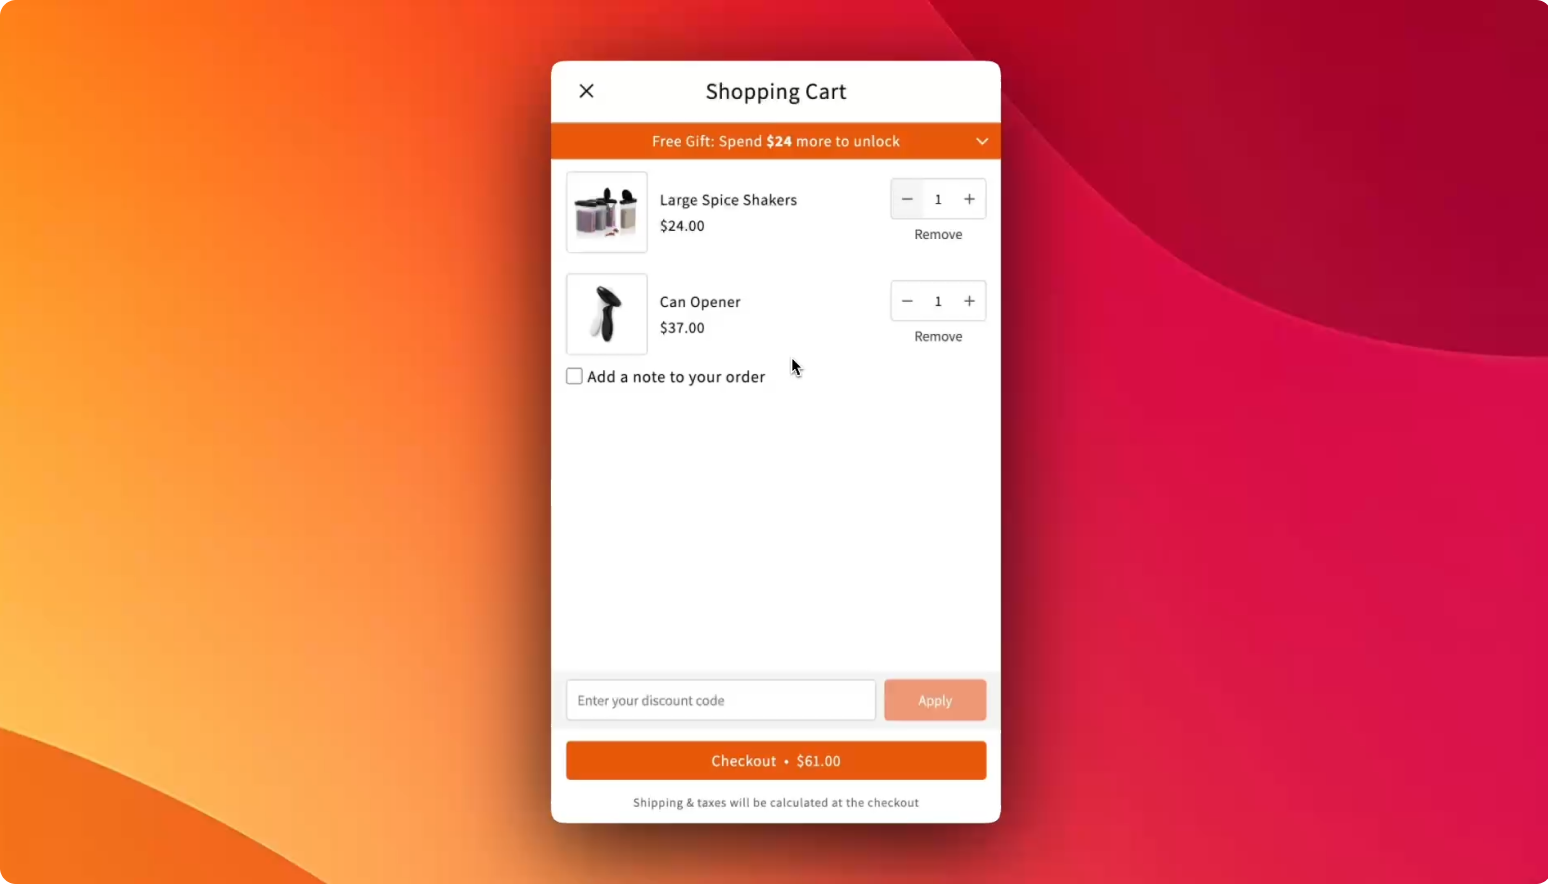 Shopping Cart
Free Gift: Spend $24 more to unlock
Large Spice Shakers
$24.00
1
Remove
Can Opener
$37.00
1
Remove
Add a note to your order
Enter your discount code
Apply
Checkout • $61.00
Shipping & taxes will be calculated at the checkout